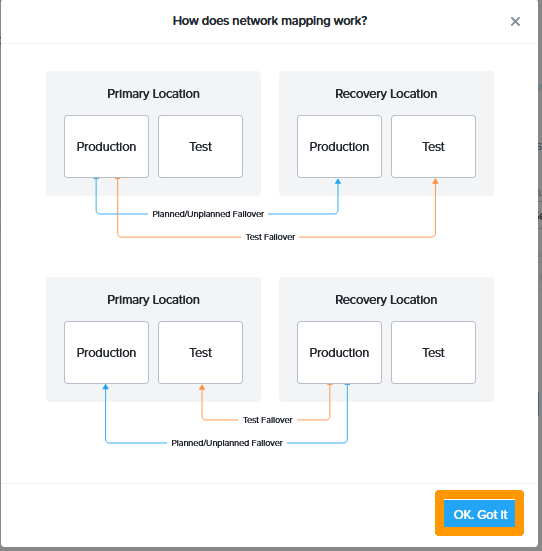 How does network mapping work?
Primary Location
Recovery Location
Production
Test
Production
Test
Planned/Unplanned Failover
Test Failover
Primary Location
Recovery Location
Production
Test
Production
Test
Test Failover
Planned/Unplanned Failover
OK. Got It